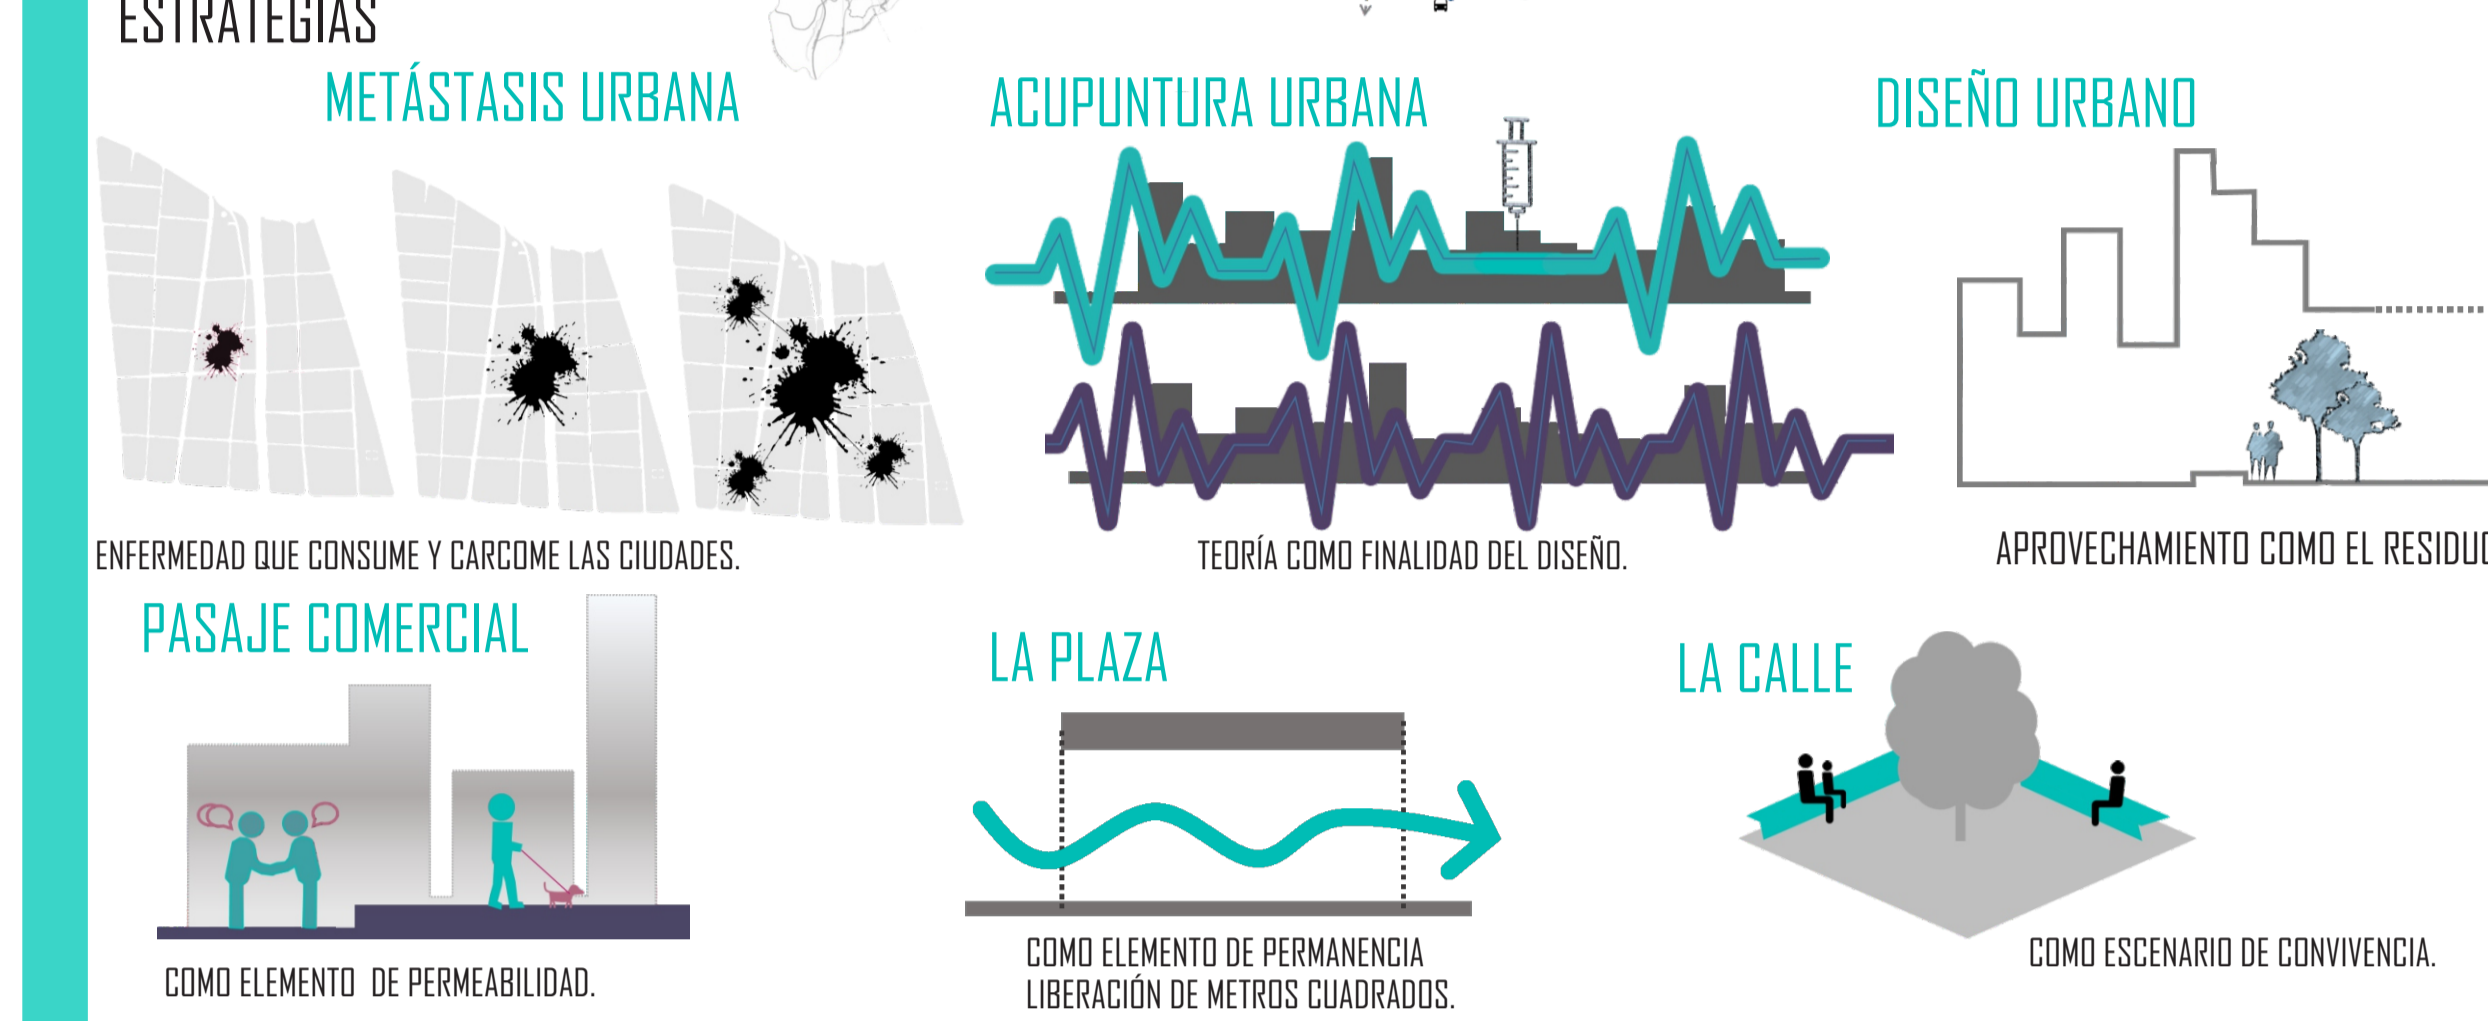 ESTRATEGIAS
METÁSTASIS URBANA
ACUPUNTURA URBANA
DISEÑO URBANO
ENFERMEDAD QUE CONSUME Y CARCOME LAS CIUDADES.
TEORÍA COMO FINALIDAD DEL DISEÑO.
APROVECHAMIENTO COMO EL
PASAJE COMERCIAL
LA PLAZA
LA CALLE
COMO ELEMENTO DE PERMEABILIDAD.
COMO ELEMENTO DE PERMANENCIA
LIBERACIÓN DE METROS CUADRADOS.
COMO ESCENARIO DE CONVIVENCIA.